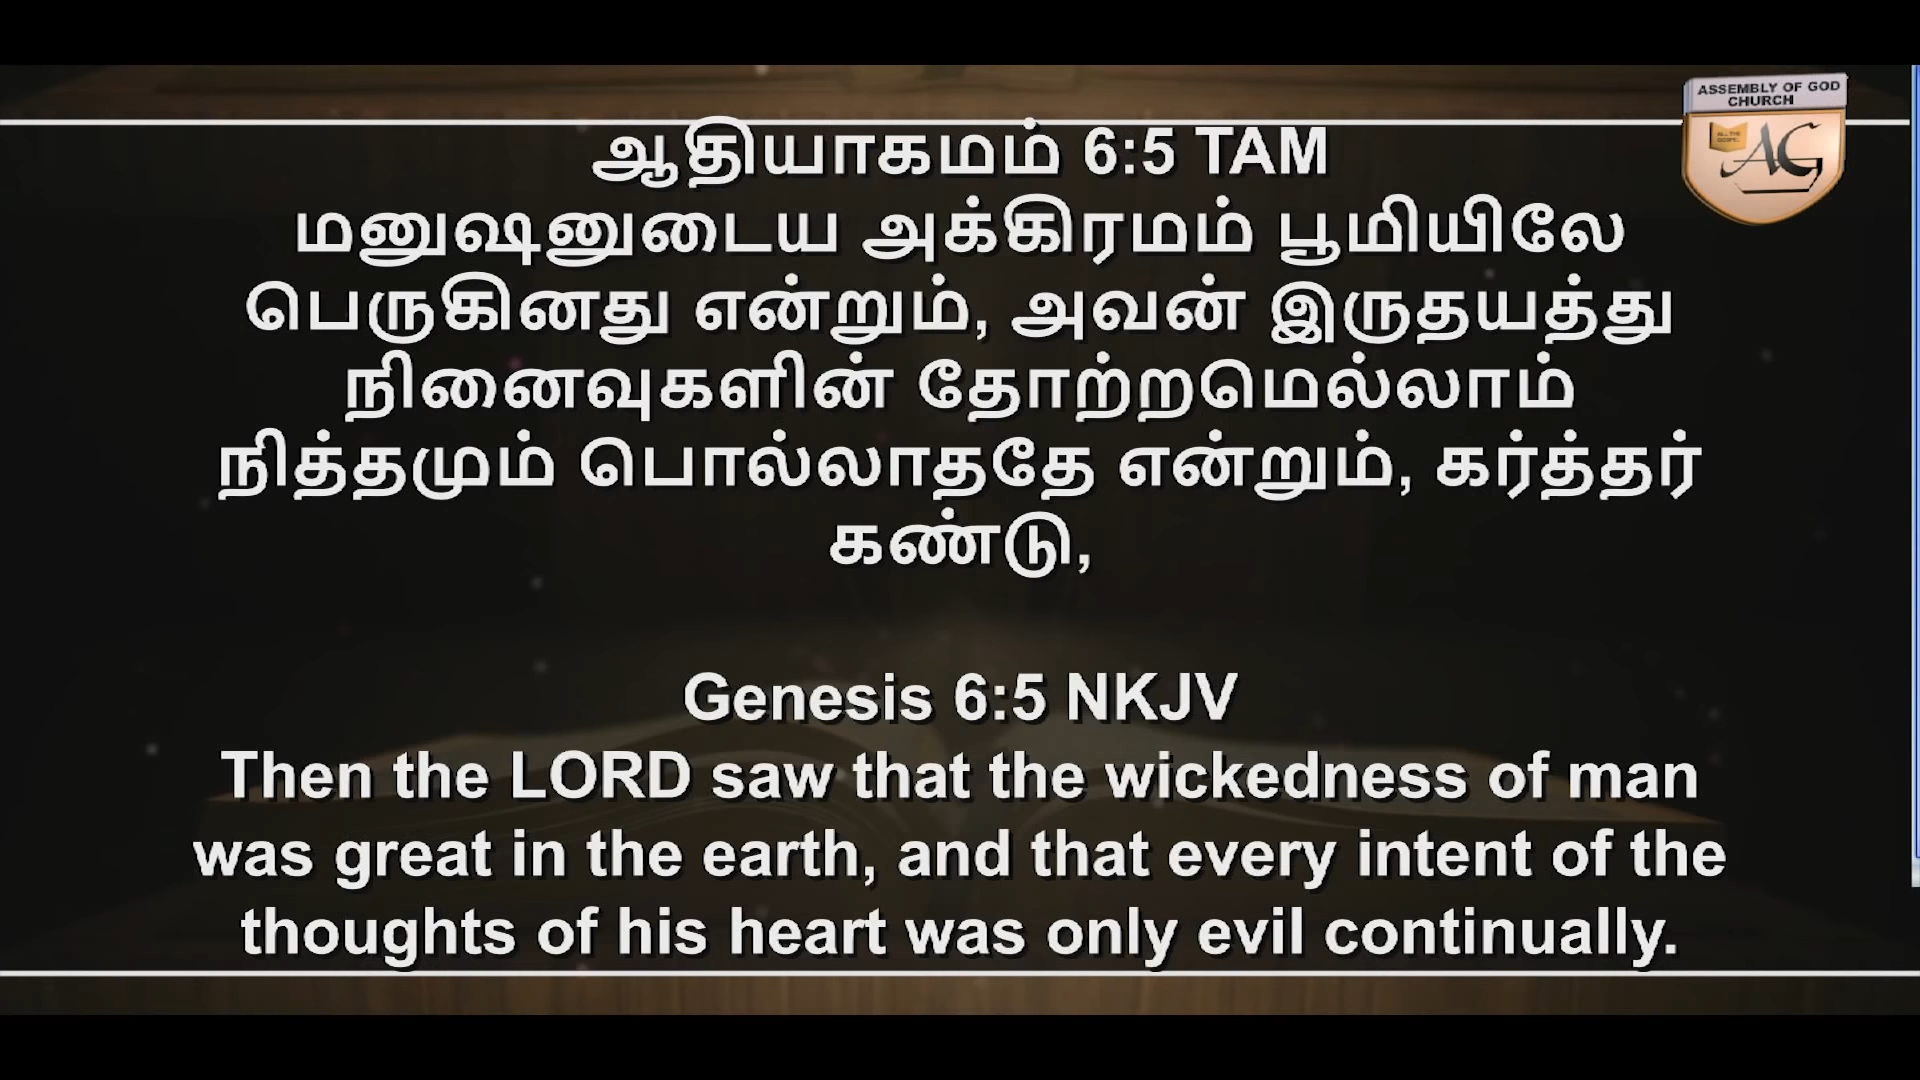 ASSEMBLY OF GOD
CHURCH
AG
ஆதியாகமம் 6:5 TAM
மனுஷனுடைய அக்கிரமம் பூமியிலே
பெருகினது என்றும், அவன் இருதயத்து
நினைவுகளின் தோற்றமெல்லாம்
நித்தமும் பொல்லாததே என்றும், கர்த்தர்
கண்டு,
Genesis 6:5 NKJV
Then the LORD saw that the wickedness of man
was great in the earth, and that every intent of the
thoughts of his heart was only evil continually.